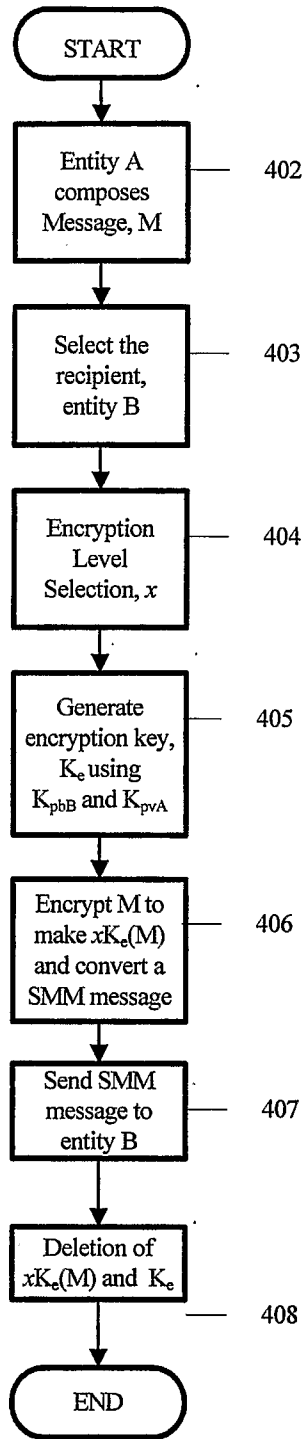 START
Entity A
composes
Message, M
402
Select the
recipient,
entity B
403
Encryption
Level
Selection, x
404
Generate
encryption key,
Ke using
KpbB and KpvA
405
Encrypt M to
make xKe(M)
and convert a
SMM message
406
Send SMM
message to
entity B
407
Deletion of
xKe(M) and Ke
408
END